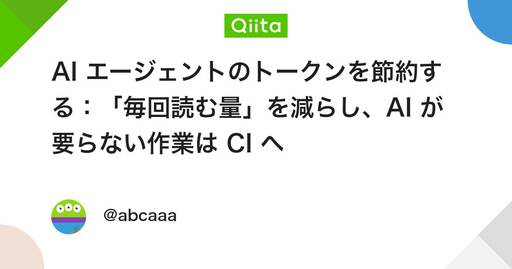 Qiita
AI エージェントのトークンを節約す
る：「毎回読む量」を減らし、AI が
要らない作業は CI へ
@abcaaa